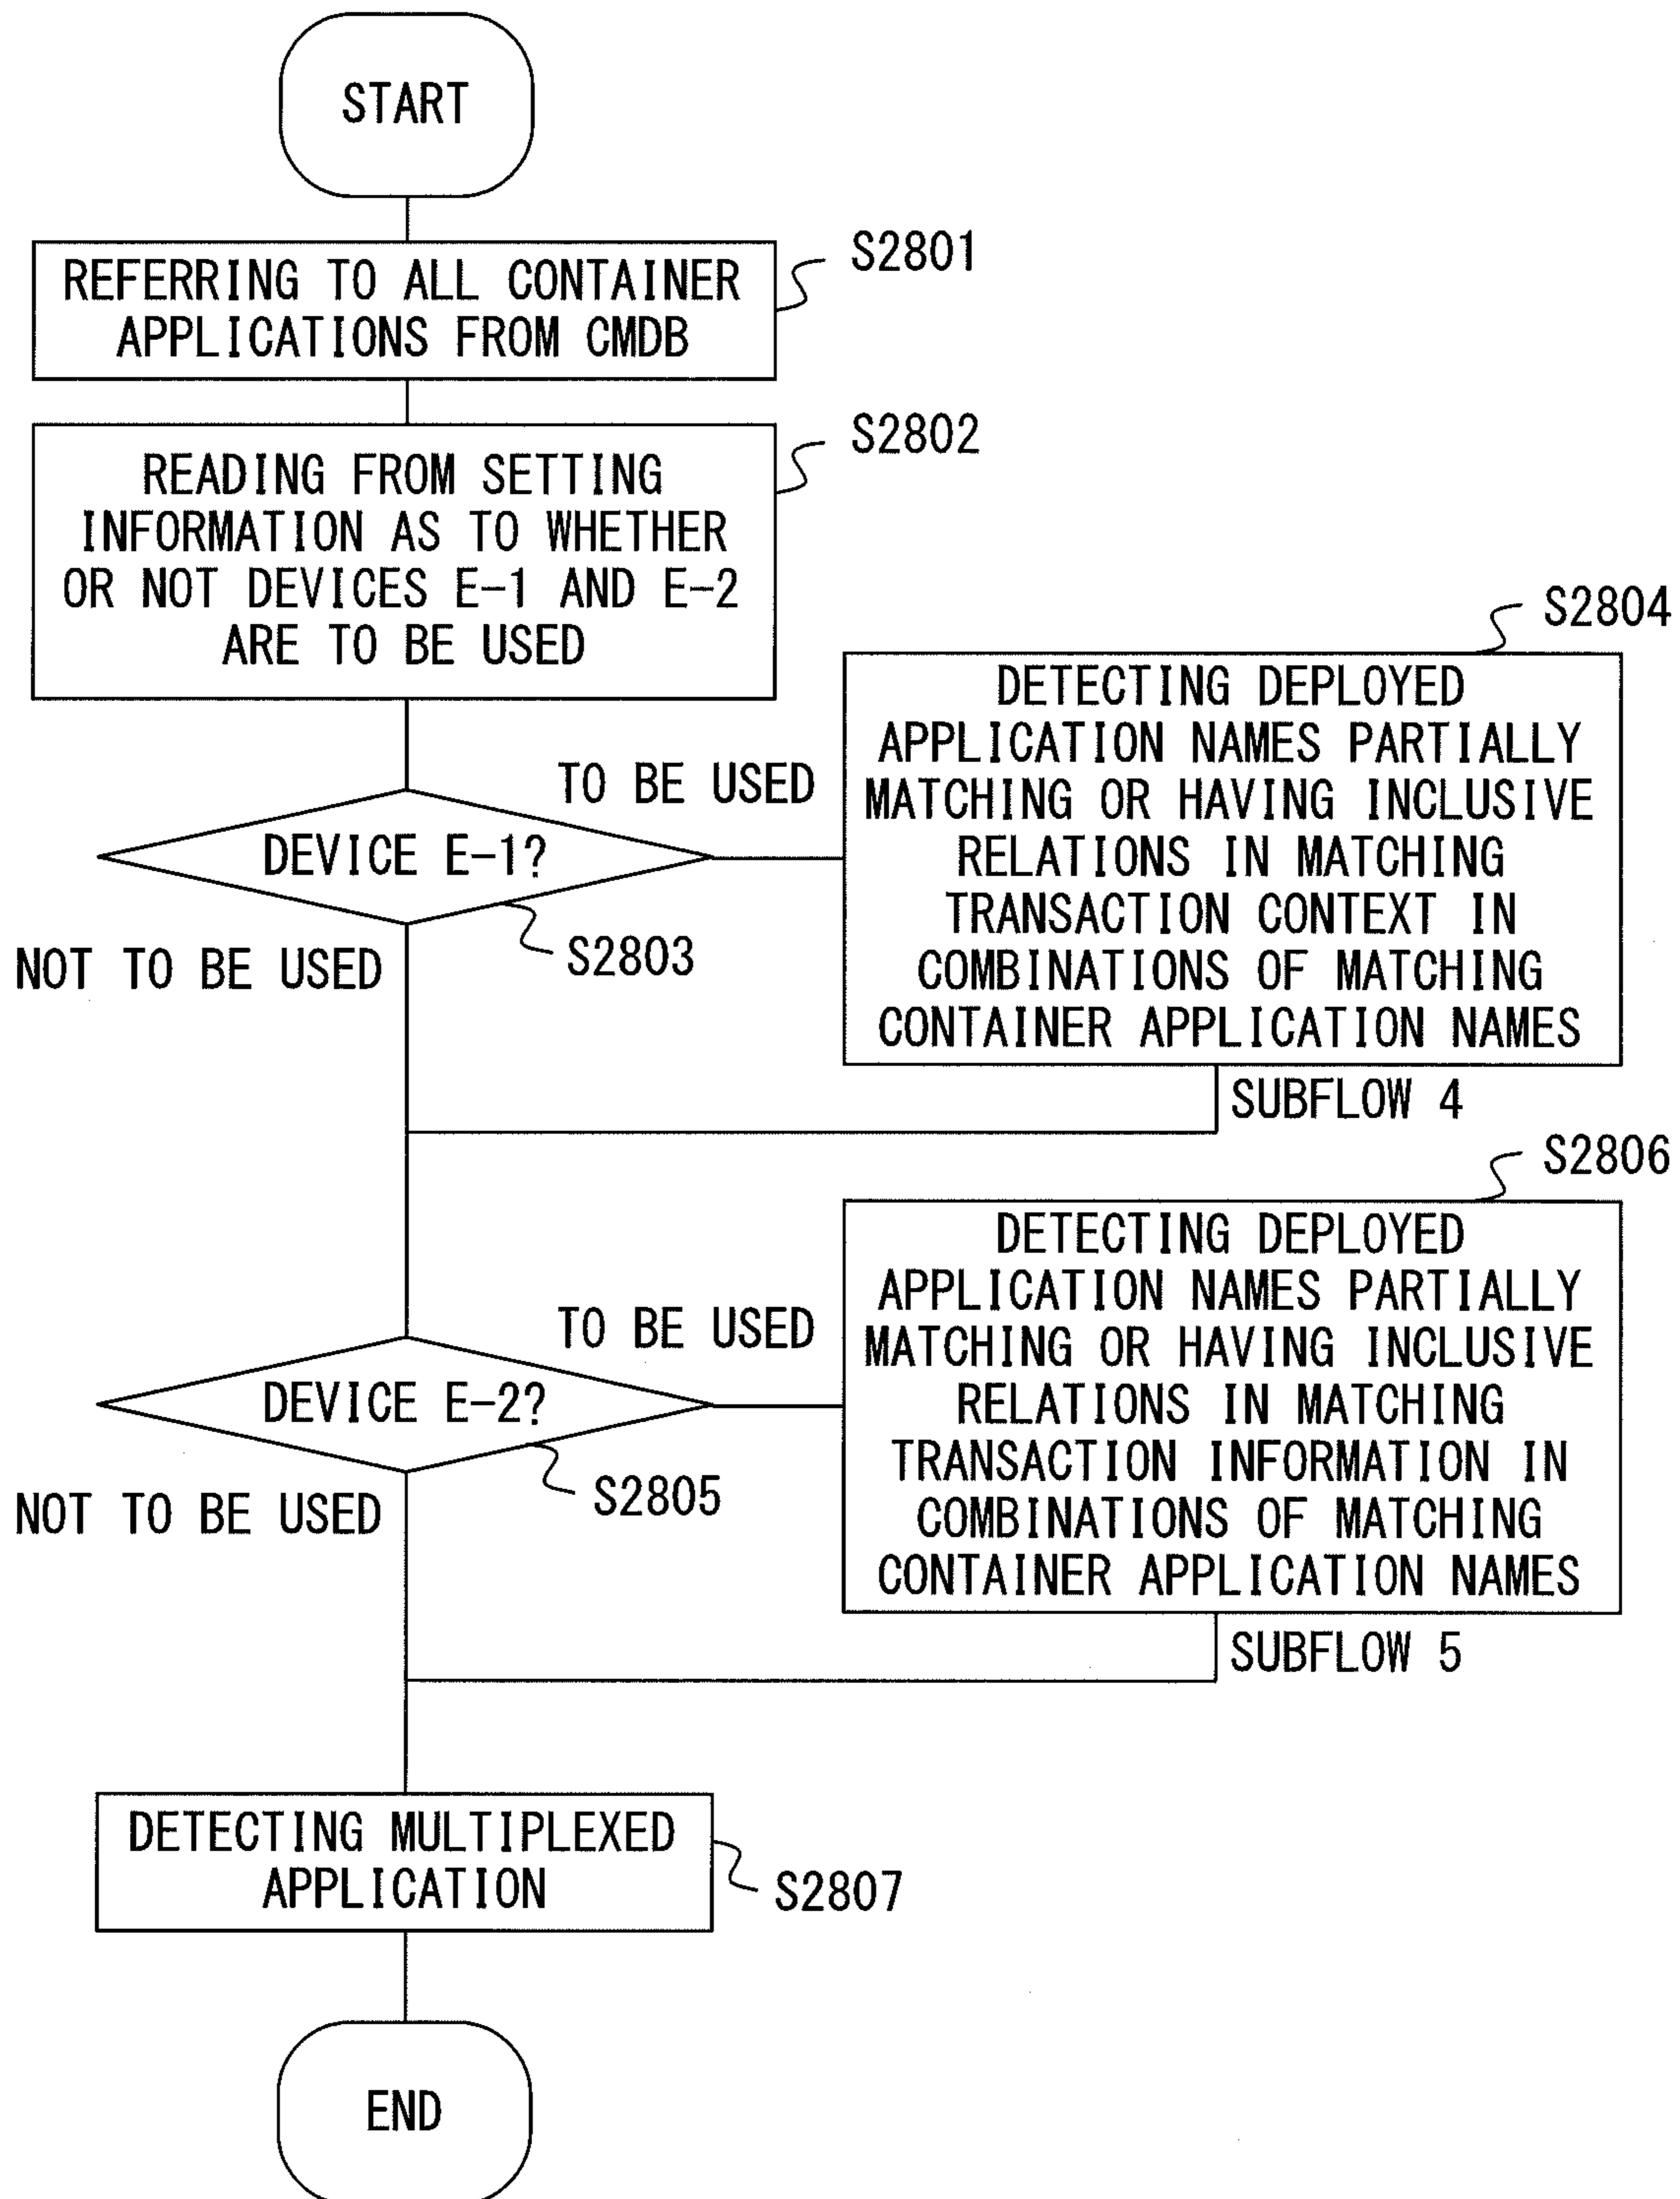 START
REFERRING TO ALL CONTAINER
APPLICATIONS FROM CMDB
S2801
READING FROM SETTING
INFORMATION AS TO WHETHER
OR NOT DEVICES E-1 AND E-2
ARE TO BE USED
S2802
DEVICE E-1?
S2803
TO BE USED
NOT TO BE USED
S2804
DETECTING DEPLOYED
APPLICATION NAMES PARTIALLY
MATCHING OR HAVING INCLUSIVE
RELATIONS IN MATCHING
TRANSACTION CONTEXT IN
COMBINATIONS OF MATCHING
CONTAINER APPLICATION NAMES
SUBFLOW 4
DEVICE E-2?
S2805
TO BE USED
NOT TO BE USED
S2806
DETECTING DEPLOYED
APPLICATION NAMES PARTIALLY
MATCHING OR HAVING INCLUSIVE
RELATIONS IN MATCHING
TRANSACTION INFORMATION IN
COMBINATIONS OF MATCHING
CONTAINER APPLICATION NAMES
SUBFLOW 5
DETECTING MULTIPLEXED
APPLICATION
S2807
END